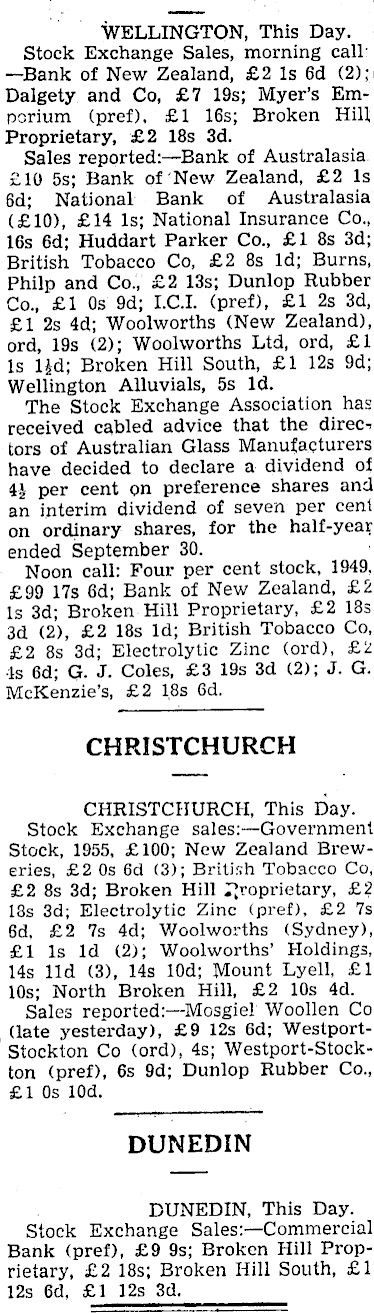 WELLINGTON, This Day.
Stock Exchange Sales, morning call
—Bank of New Zealand, £2 1s 6d (2);
Dalgety and Co, £7 19s; Myer's Em-
porium (pref), £1 16s; Broken Hill
Proprietary, £2 18s 3d.
Sales reported:—Bank of Australasia
£10 5s; Bank of New Zealand, £2 1s
6d; National Bank of Australasia
(£10), £14 1s; National Insurance Co.,
16s 6d; Huddart Parker Co., £1 8s 3d;
British Tobacco Co, £2 8s 1d; Burns,
Philp and Co., £2 13s; Dunlop Rubber
Co., £1 0s 9d; I.C.I. (pref), £1 2s 3d,
£1 2s 4d; Woolworths (New Zealand),
ord, 19s (2); Woolworths Ltd, ord, £1
1s 1½d; Broken Hill South, £1 12s 9d;
Wellington Alluvials, 5s 1d.
The Stock Exchange Association has
received cabled advice that the direc-
tors of Australian Glass Manufacturers
have decided to declare a dividend of
4½ per cent on preference shares and
an interim dividend of seven per cent
on ordinary shares, for the half-year
ended September 30.
Noon call: Four per cent stock, 1949,
£99 17s 6d; Bank of New Zealand, £2
1s 3d; Broken Hill Proprietary, £2 18s
3d (2), £2 18s 1d; British Tobacco Co,
£2 8s 3d; Electrolytic Zinc (ord), £2
4s 6d; G. J. Coles, £3 19s 3d (2); J. G.
McKenzie's, £2 18s 6d.
CHRISTCHURCH
CHRISTCHURCH, This Day.
Stock Exchange sales:—Government
Stock, 1955, £100; New Zealand Brew-
eries, £2 0s 6d (3); British Tobacco Co,
£2 8s 3d; Broken Hill Proprietary, £2
18s 3d; Electrolytic Zinc (pref), £2 7s
6d, £2 7s 4d; Woolworths (Sydney),
£1 1s 1d (2); Woolworths' Holdings,
14s 11d (3), 14s 10d; Mount Lyell, £1
10s; North Broken Hill, £2 10s 4d.
Sales reported:—Mosgiel Woollen Co
(late yesterday), £9 12s 6d; Westport-
Stockton Co (ord), 4s; Westport-Stock-
ton (pref), 6s 9d; Dunlop Rubber Co.,
£1 0s 10d.
DUNEDIN
DUNEDIN, This Day.
Stock Exchange Sales:—Commercial
Bank (pref), £9 9s; Broken Hill Prop-
rietary, £2 18s; Broken Hill South, £1
12s 6d, £1 12s 3d.